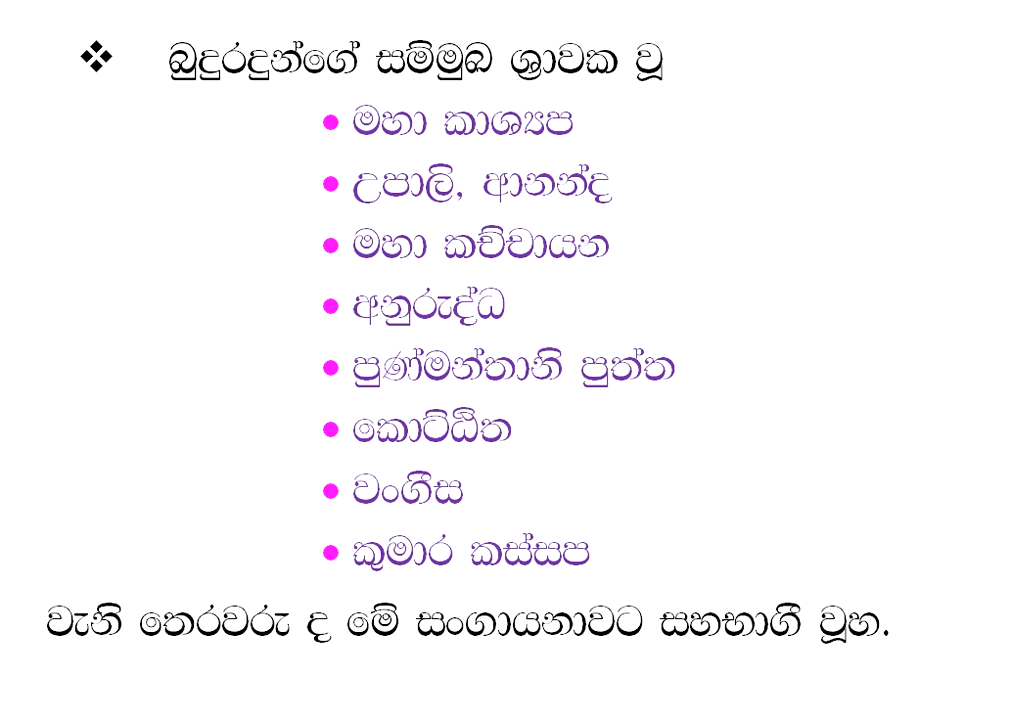 ❖ බුදුරදුන්ගේ සම්මුඛ ශ්‍රාවක වූ
• මහා කාශ්‍යප
• උපාලි, ආනන්ද
• මහා කච්චායන
• අනුරුද්ධ
• පුණ්මන්තානි පුත්ත
• කොට්ඨිත
• වංගීස
• කුමාර කස්සප
වැනි තෙරවරු ද මේ සංගායනාවට සහභාගී වූහ.